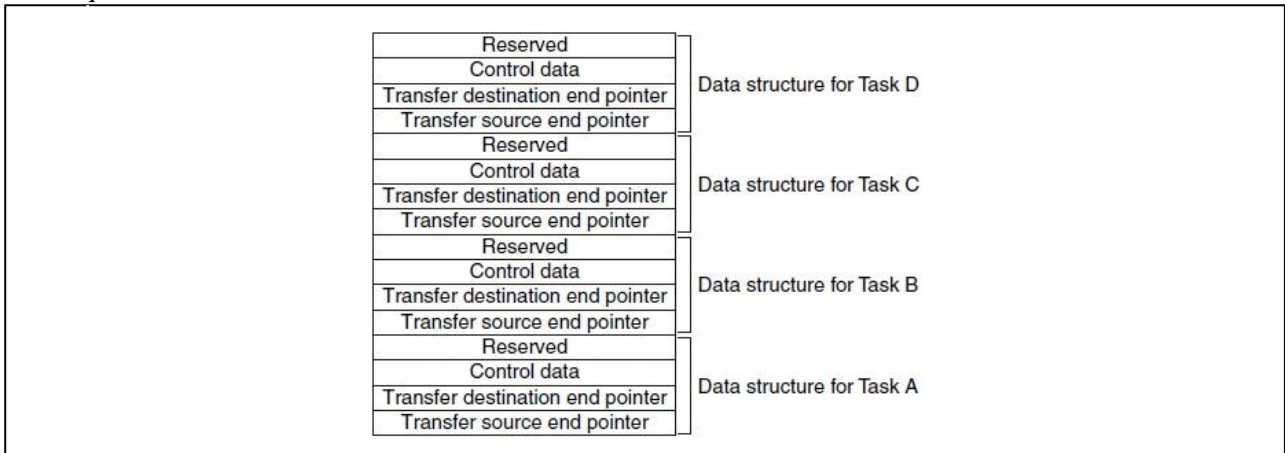 Reserved
Control data
Transfer destination end pointer
Transfer source end pointer
Data structure for Task D
Reserved
Control data
Transfer destination end pointer
Transfer source end pointer
Data structure for Task C
Reserved
Control data
Transfer destination end pointer
Transfer source end pointer
Data structure for Task B
Reserved
Control data
Transfer destination end pointer
Transfer source end pointer
Data structure for Task A